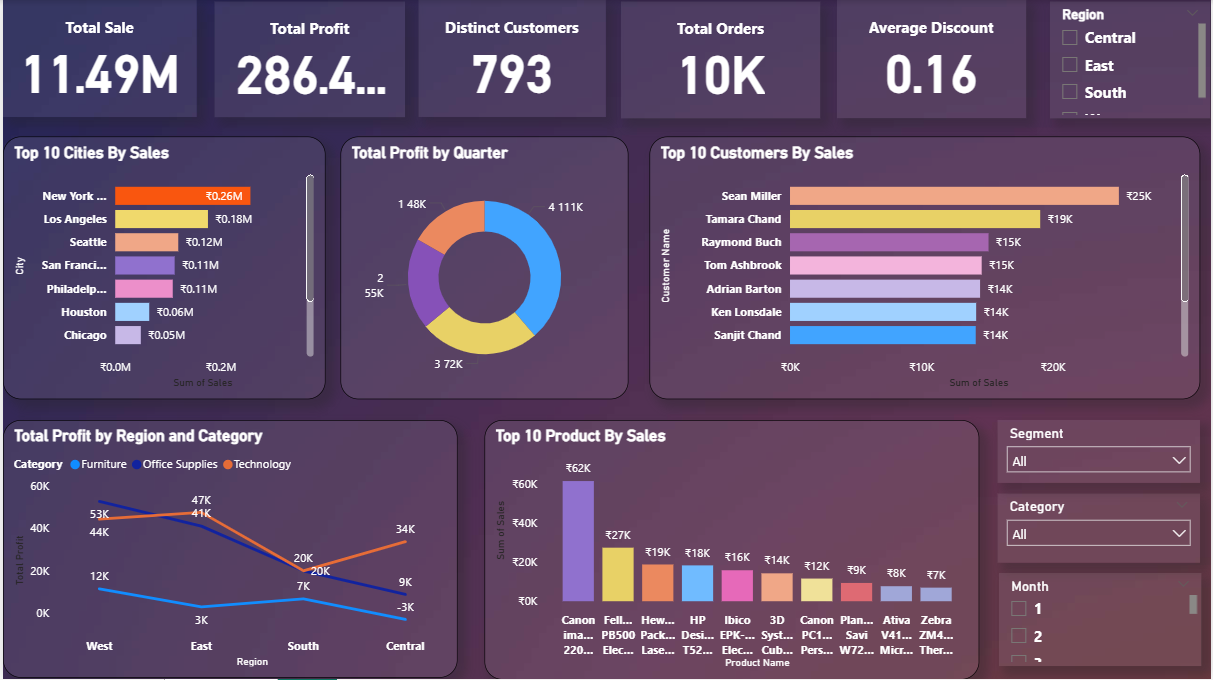 Total Sale
11.49M
Total Profit
286.4...
Distinct Customers
793
Total Orders
10K
Average Discount
0.16
Region
Central
East
South
Top 10 Cities By Sales
City
New York ...
₹0.26M
Los Angeles
₹0.18M
Seattle
₹0.12M
San Franci...
₹0.11M
Philadelp...
₹0.11M
Houston
₹0.06M
Chicago
₹0.05M
₹0.0M
₹0.2M
Sum of Sales
Total Profit by Quarter
1 48K
4 111K
2
55K
3 72K
Top 10 Customers By Sales
Customer Name
Sean Miller
₹25K
Tamara Chand
₹19K
Raymond Buch
₹15K
Tom Ashbrook
₹15K
Adrian Barton
₹14K
Ken Lonsdale
₹14K
Sanjit Chand
₹14K
₹0K
₹10K
₹20K
Sum of Sales
Total Profit by Region and Category
Category Furniture Office Supplies Technology
Total Profit
60K
40K
20K
0K
53K
44K
12K
47K
41K
3K
20K
20K
7K
34K
9K
-3K
West
East
South
Central
Region
Top 10 Product By Sales
Sum of Sales
₹60K
₹40K
₹20K
₹0K
₹62K
₹27K
₹19K
₹18K
₹16K
₹14K
₹12K
₹9K
₹8K
₹7K
Canon
ima...
220...
Fell...
PB500
Elec...
Hew...
Pack...
Lase...
HP
Desi...
T52...
Ibico
EPK-...
Elec...
3D
Syst...
Cub...
Canon
PC1...
Pers...
Plan...
Savi
W72...
Ativa
V41...
Micr...
Zebra
ZM4...
Ther...
Product Name
Segment
All
Category
All
Month
1
2